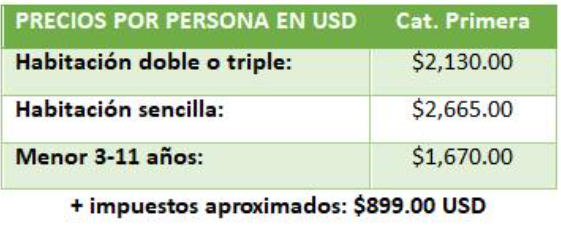 PRECIOS POR PERSONA EN USD Cat. Primera
Habitación doble o triple: $2,130.00
Habitación sencilla: $2,665.00
Menor 3-11 años: $1,670.00
+ impuestos aproximados: $899.00 USD